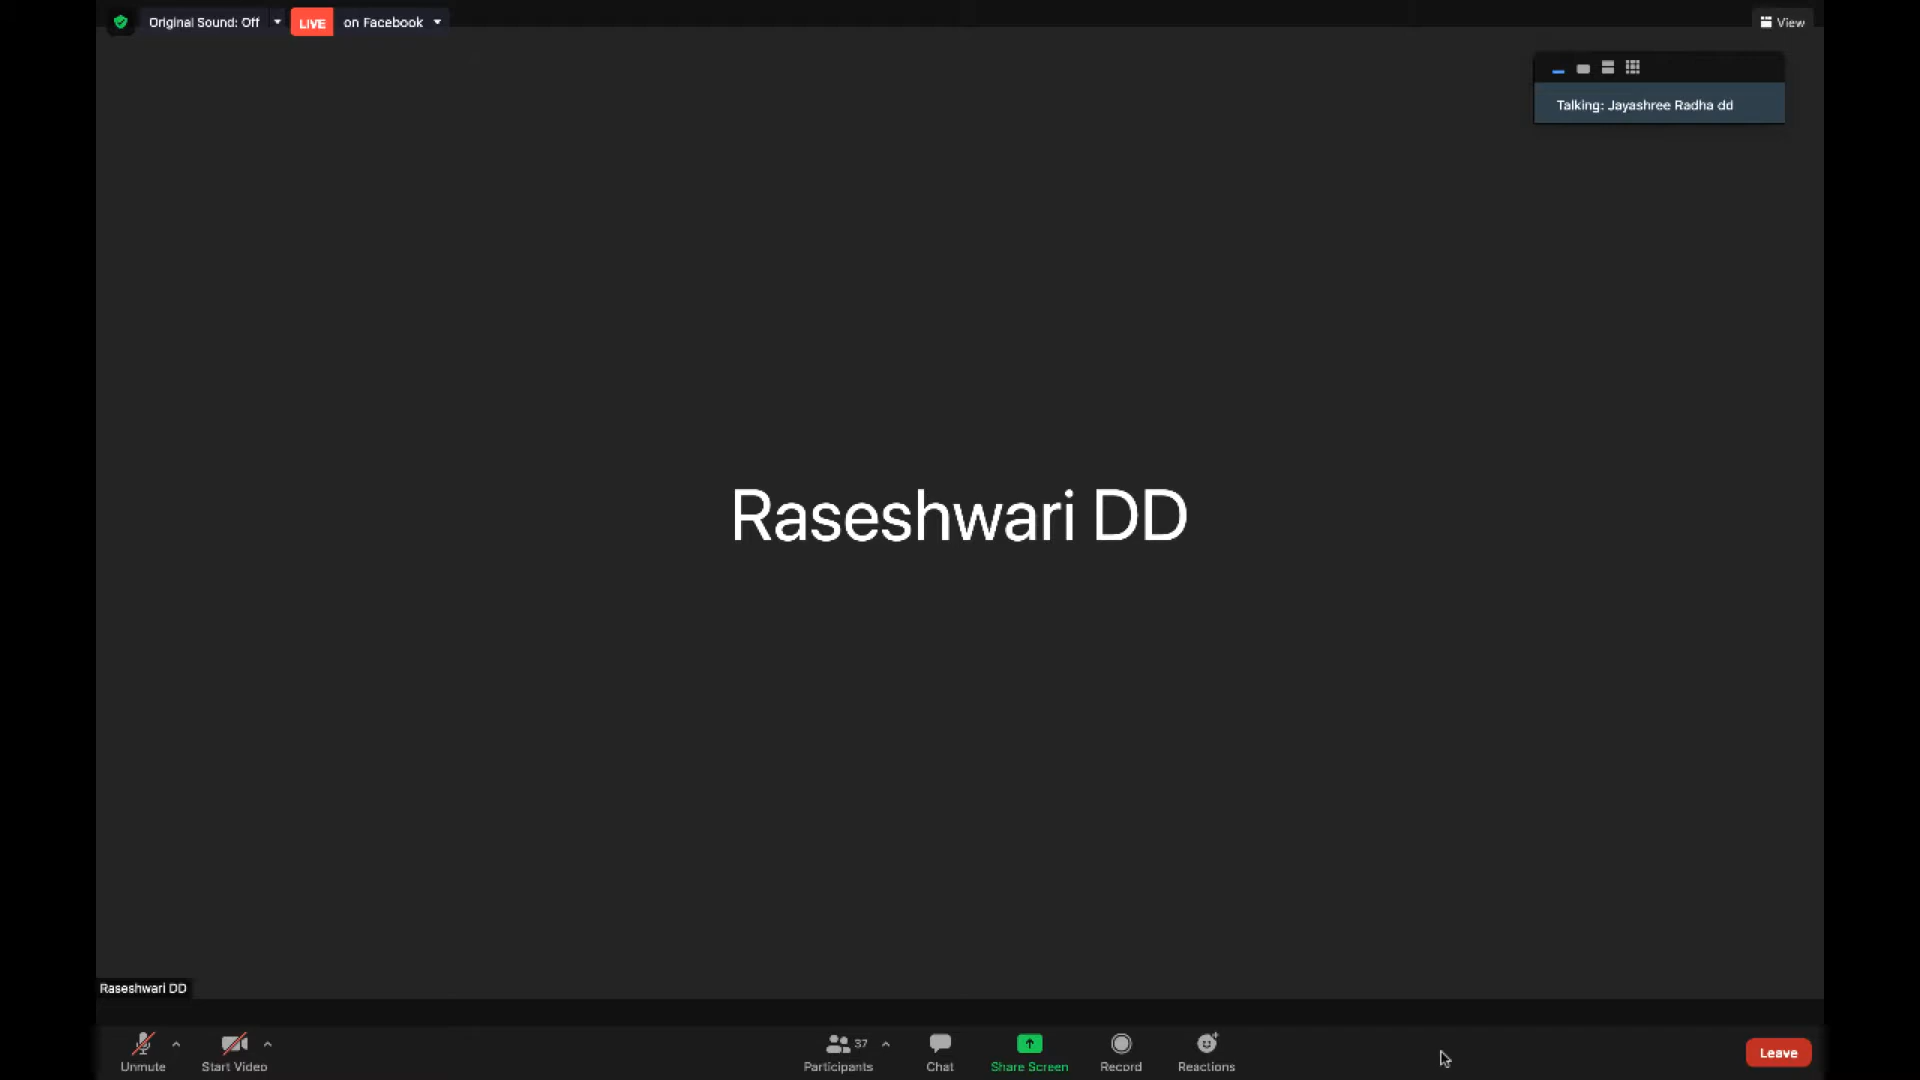 Original Sound: Off
LIVE on Facebook
View
Talking: Jayashree Radha dd
Raseshwari DD
Raseshwari DD
Unmute
Start Video
37
Participants
Chat
Share Screen
Record
Reactions
Leave